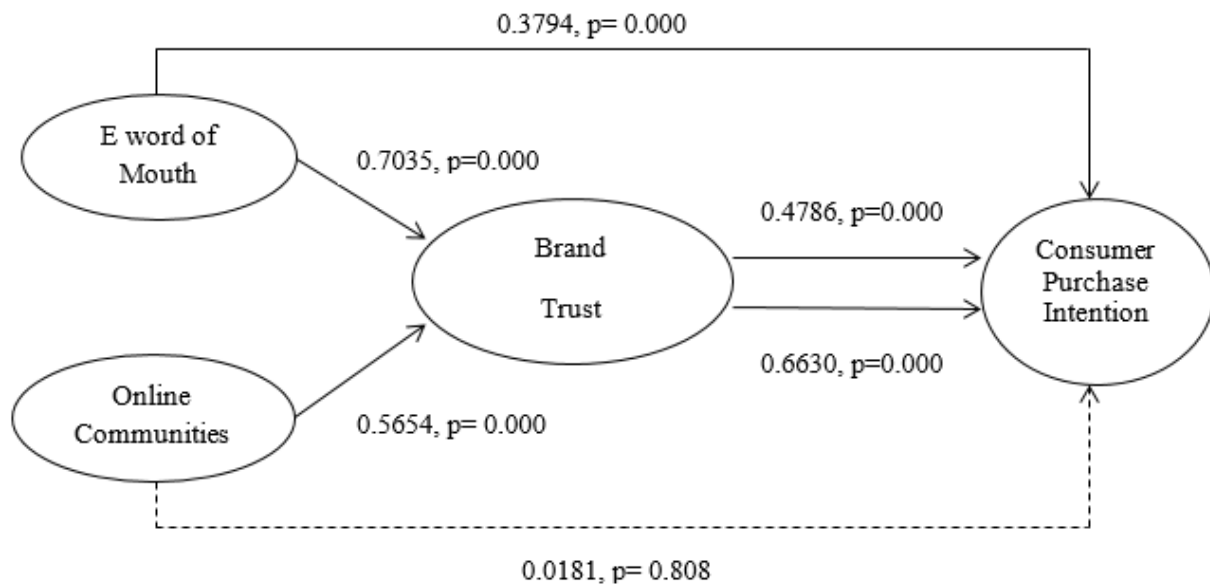 0.3794, p= 0.000
E word of
Mouth
0.7035, p=0.000
0.4786, p=0.000
Brand
Trust
Consumer
Purchase
Intention
0.6630, p=0.000
Online
Communities
0.5654, p= 0.000
0.0181, p= 0.808